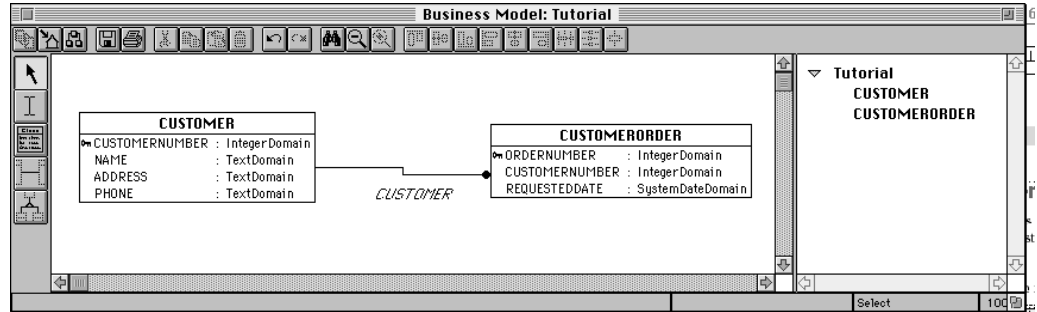 Business Model: Tutorial
Tutorial
CUSTOMER
CUSTOMERORDER
CUSTOMER
CUSTOMERNUMBER : IntegerDomain
NAME : TextDomain
ADDRESS : TextDomain
PHONE : TextDomain
CUSTOMER
CUSTOMERORDER
ORDERNUMBER : IntegerDomain
CUSTOMERNUMBER : IntegerDomain
REQUESTEDDATE : SystemDateDomain
Select
100